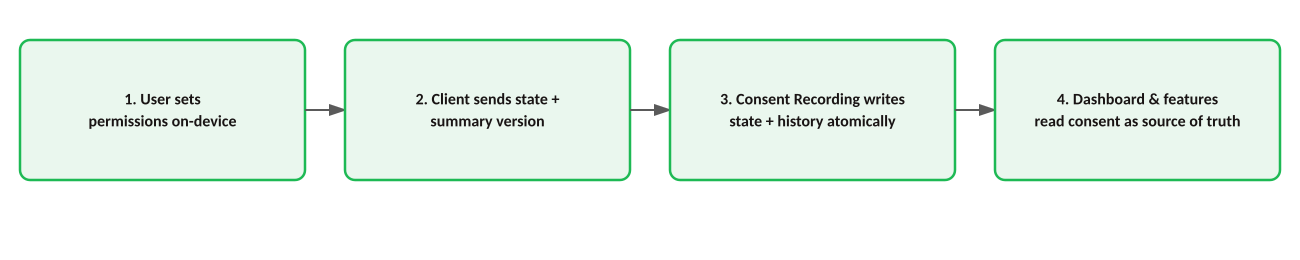 1. User sets
permissions on-device
2. Client sends state +
summary version
3. Consent Recording writes
state + history atomically
4. Dashboard & features
read consent as source of truth